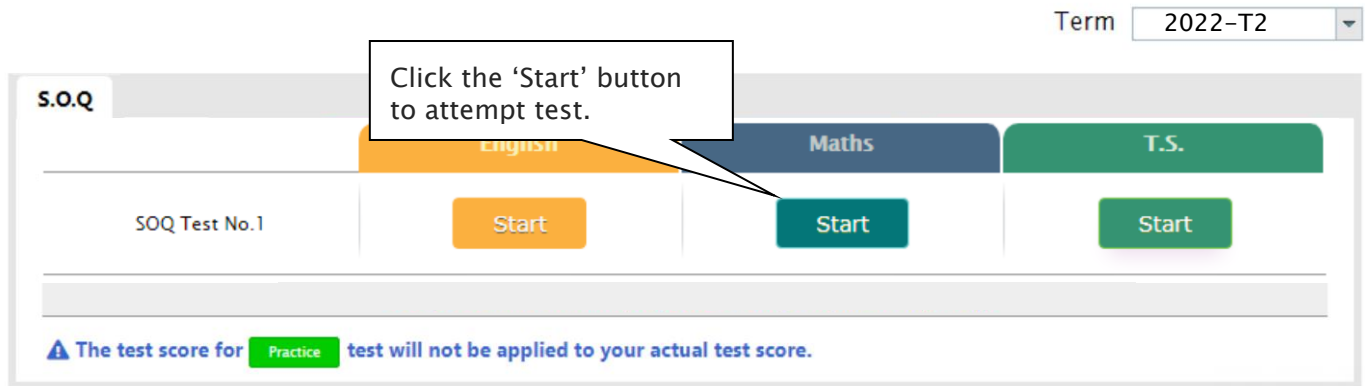 Term 2022-T2
Click the ‘Start’ button
to attempt test.
S.O.Q
English Maths T.S.
SOQ Test No.1 Start Start Start
The test score for Practice test will not be applied to your actual test score.